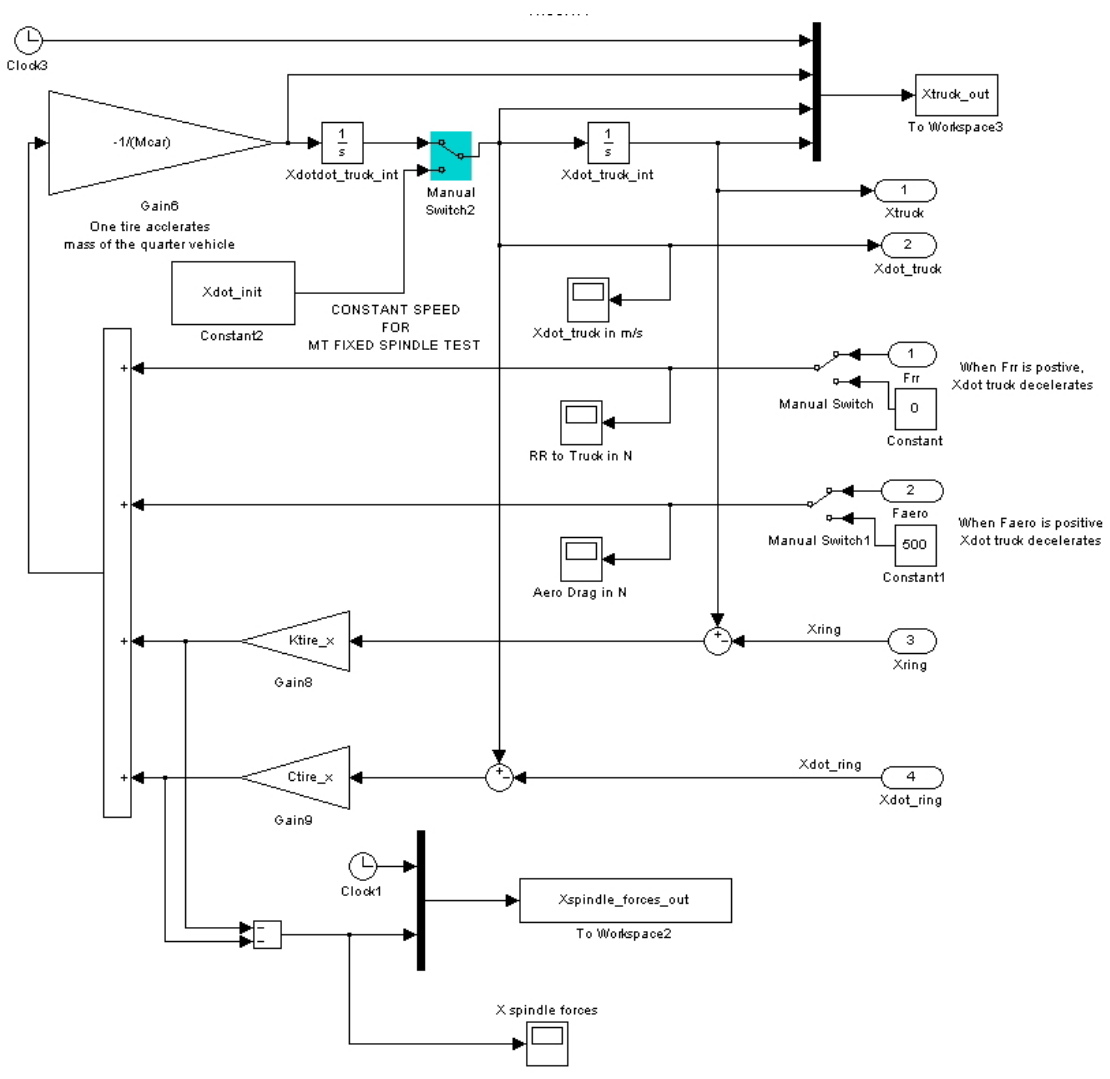 Clock3
-1/(Mcar)
1
s
Xdotdot_truck_int
Manual
Switch2
1
s
Xdot_truck_int
Xtruck_out
To Workspace3
1
Xtruck
2
Xdot_truck
Gain6
One tire acclerates
mass of the quarter vehicle
Xdot_init
Constant2
CONSTANT SPEED
FOR
MT FIXED SPINDLE TEST
Xdot_truck in m/s
+
1
Frr
When Frr is postive,
Xdot truck decelerates
Manual Switch
0
Constant
RR to Truck in N
+
2
Faero
When Faero is positive
Xdot truck decelerates
Manual Switch1
500
Constant1
Aero Drag in N
+
Ktire_x
Gain8
+
−
Xring
3
Xring
+
Ctire_x
Gain9
+
−
Xdot_ring
4
Xdot_ring
Clock1
−
−
Xspindle_forces_out
To Workspace2
X spindle forces